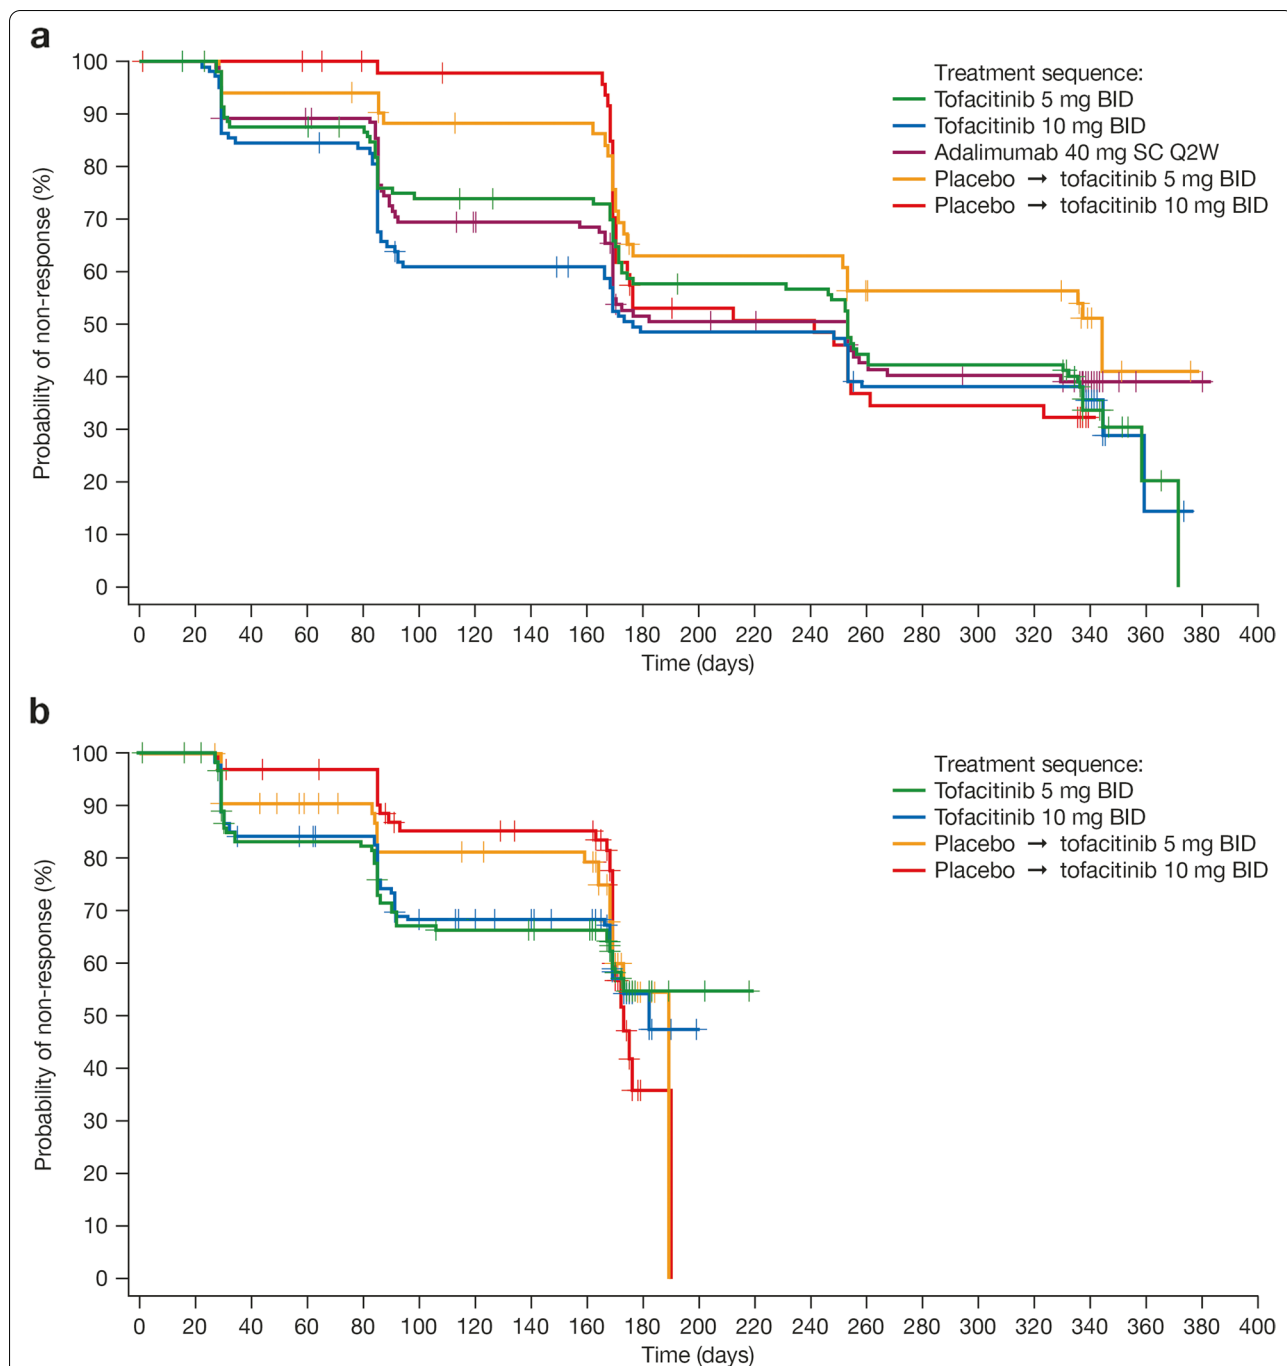 a
Treatment sequence:
Tofacitinib 5 mg BID
Tofacitinib 10 mg BID
Adalimumab 40 mg SC Q2W
Placebo → tofacitinib 5 mg BID
Placebo → tofacitinib 10 mg BID
Probability of non-response (%)
100
90
80
70
60
50
40
30
20
10
0
0 20 40 60 80 100 120 140 160 180 200 220 240 260 280 300 320 340 360 380 400
Time (days)
b
Treatment sequence:
Tofacitinib 5 mg BID
Tofacitinib 10 mg BID
Placebo → tofacitinib 5 mg BID
Placebo → tofacitinib 10 mg BID
Probability of non-response (%)
100
90
80
70
60
50
40
30
20
10
0
0 20 40 60 80 100 120 140 160 180 200 220 240 260 280 300 320 340 360 380 400
Time (days)